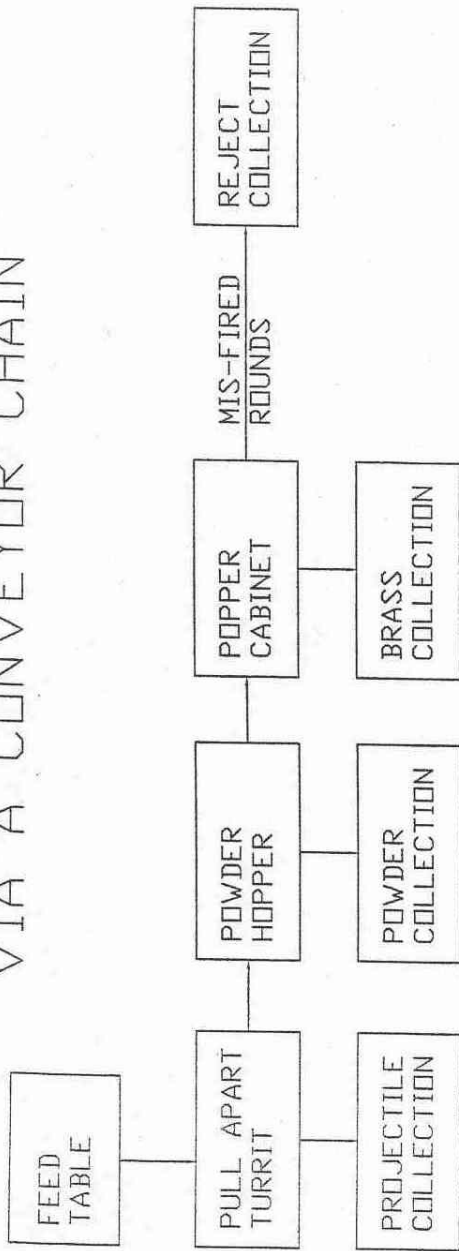 VIA A CONVEYOR CHAIN
FEED
TABLE
PULL APART
TURRIT
POWDER
HOPPER
POPPER
CABINET
MIS-FIRED
ROUNDS
REJECT
COLLECTION
PROJECTILE
COLLECTION
POWDER
COLLECTION
BRASS
COLLECTION